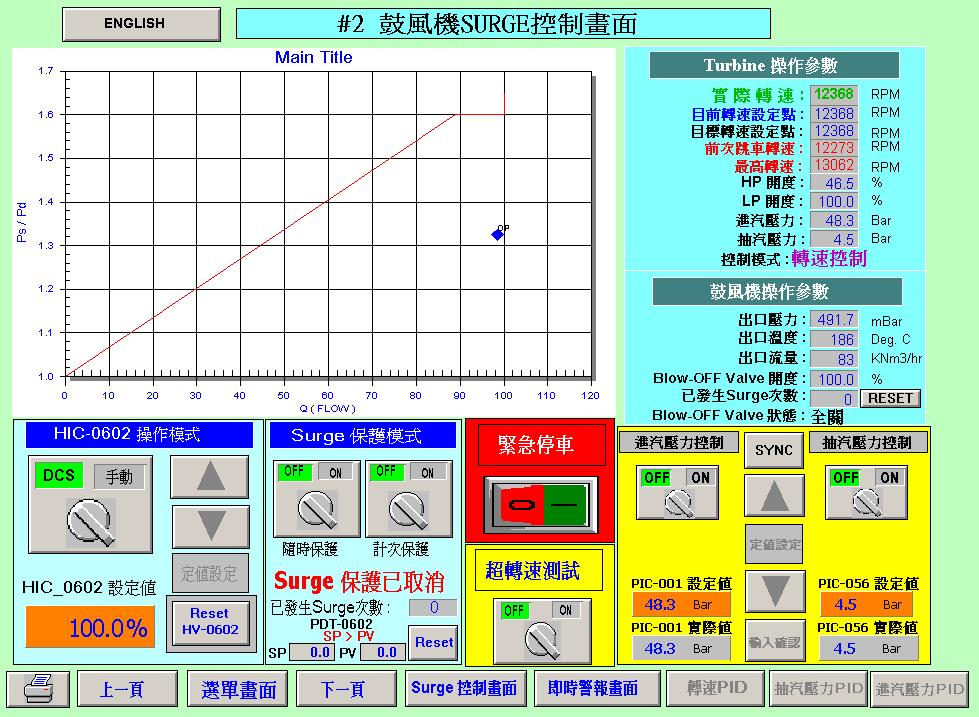 ENGLISH
#2 鼓風機SURGE控制畫面
Main Title
1.7
1.6
1.5
1.4
1.3
1.2
1.1
1.0
Ps / Pd
OP
0 10 20 30 40 50 60 70 80 90 100 110 120
Q ( FLOW )
Turbine 操作參數
實際轉速 : 12368 RPM
目前轉速設定點 : 12368 RPM
目標轉速設定點 : 12368 RPM
前次跳車轉速 : 12273 RPM
最高轉速 : 13062 RPM
HP 開度 : 46.5 %
LP 開度 : 100.0 %
進汽壓力 : 48.3 Bar
抽汽壓力 : 4.5 Bar
控制模式 : 轉速控制
鼓風機操作參數
出口壓力 : 491.7 mBar
出口溫度 : 186 Deg. C
出口流量 : 83 KNm3/hr
Blow-OFF Valve 開度 : 100.0 %
已發生Surge次數 : 0 RESET
Blow-OFF Valve 狀態 : 全關
HIC-0602 操作模式
DCS 手動
HIC_0602 設定值
100.0%
定值設定
Reset
HV-0602
Surge 保護模式
OFF ON OFF ON
隨時保護 計次保護
Surge 保護已取消
已發生Surge次數 : 0
PDT-0602
SP > PV
SP 0.0 PV 0.0 Reset
緊急停車
超轉速測試
OFF ON
進汽壓力控制 SYNC 抽汽壓力控制
OFF ON OFF ON
定值設定
PIC-001 設定值 PIC-056 設定值
48.3 Bar 4.5 Bar
PIC-001 實際值 PIC-056 實際值
48.3 Bar 輸入確認 4.5 Bar
上一頁 選單畫面 下一頁 Surge 控制畫面 即時警報畫面 轉速PID 抽汽壓力PID 進汽壓力PID